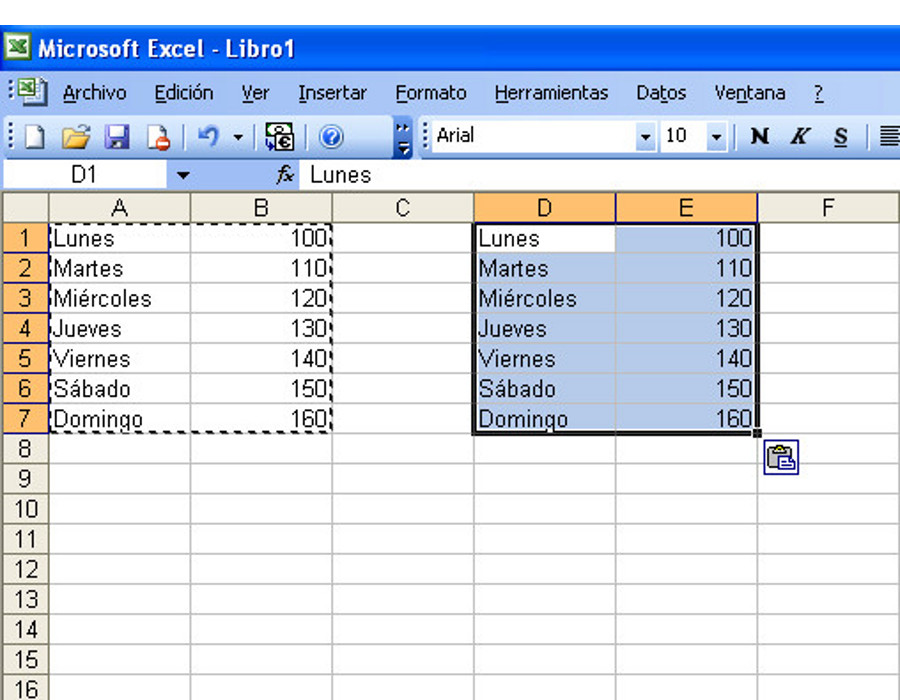 Microsoft Excel - Libro1
Archivo Edición Ver Insertar Formato Herramientas Datos Ventana ?
Arial 10 N K S
D1 fx Lunes
A B C D E F
1 Lunes 100 Lunes 100
2 Martes 110 Martes 110
3 Miércoles 120 Miércoles 120
4 Jueves 130 Jueves 130
5 Viernes 140 Viernes 140
6 Sábado 150 Sábado 150
7 Domingo 160 Domingo 160
8
9
10
11
12
13
14
15
16